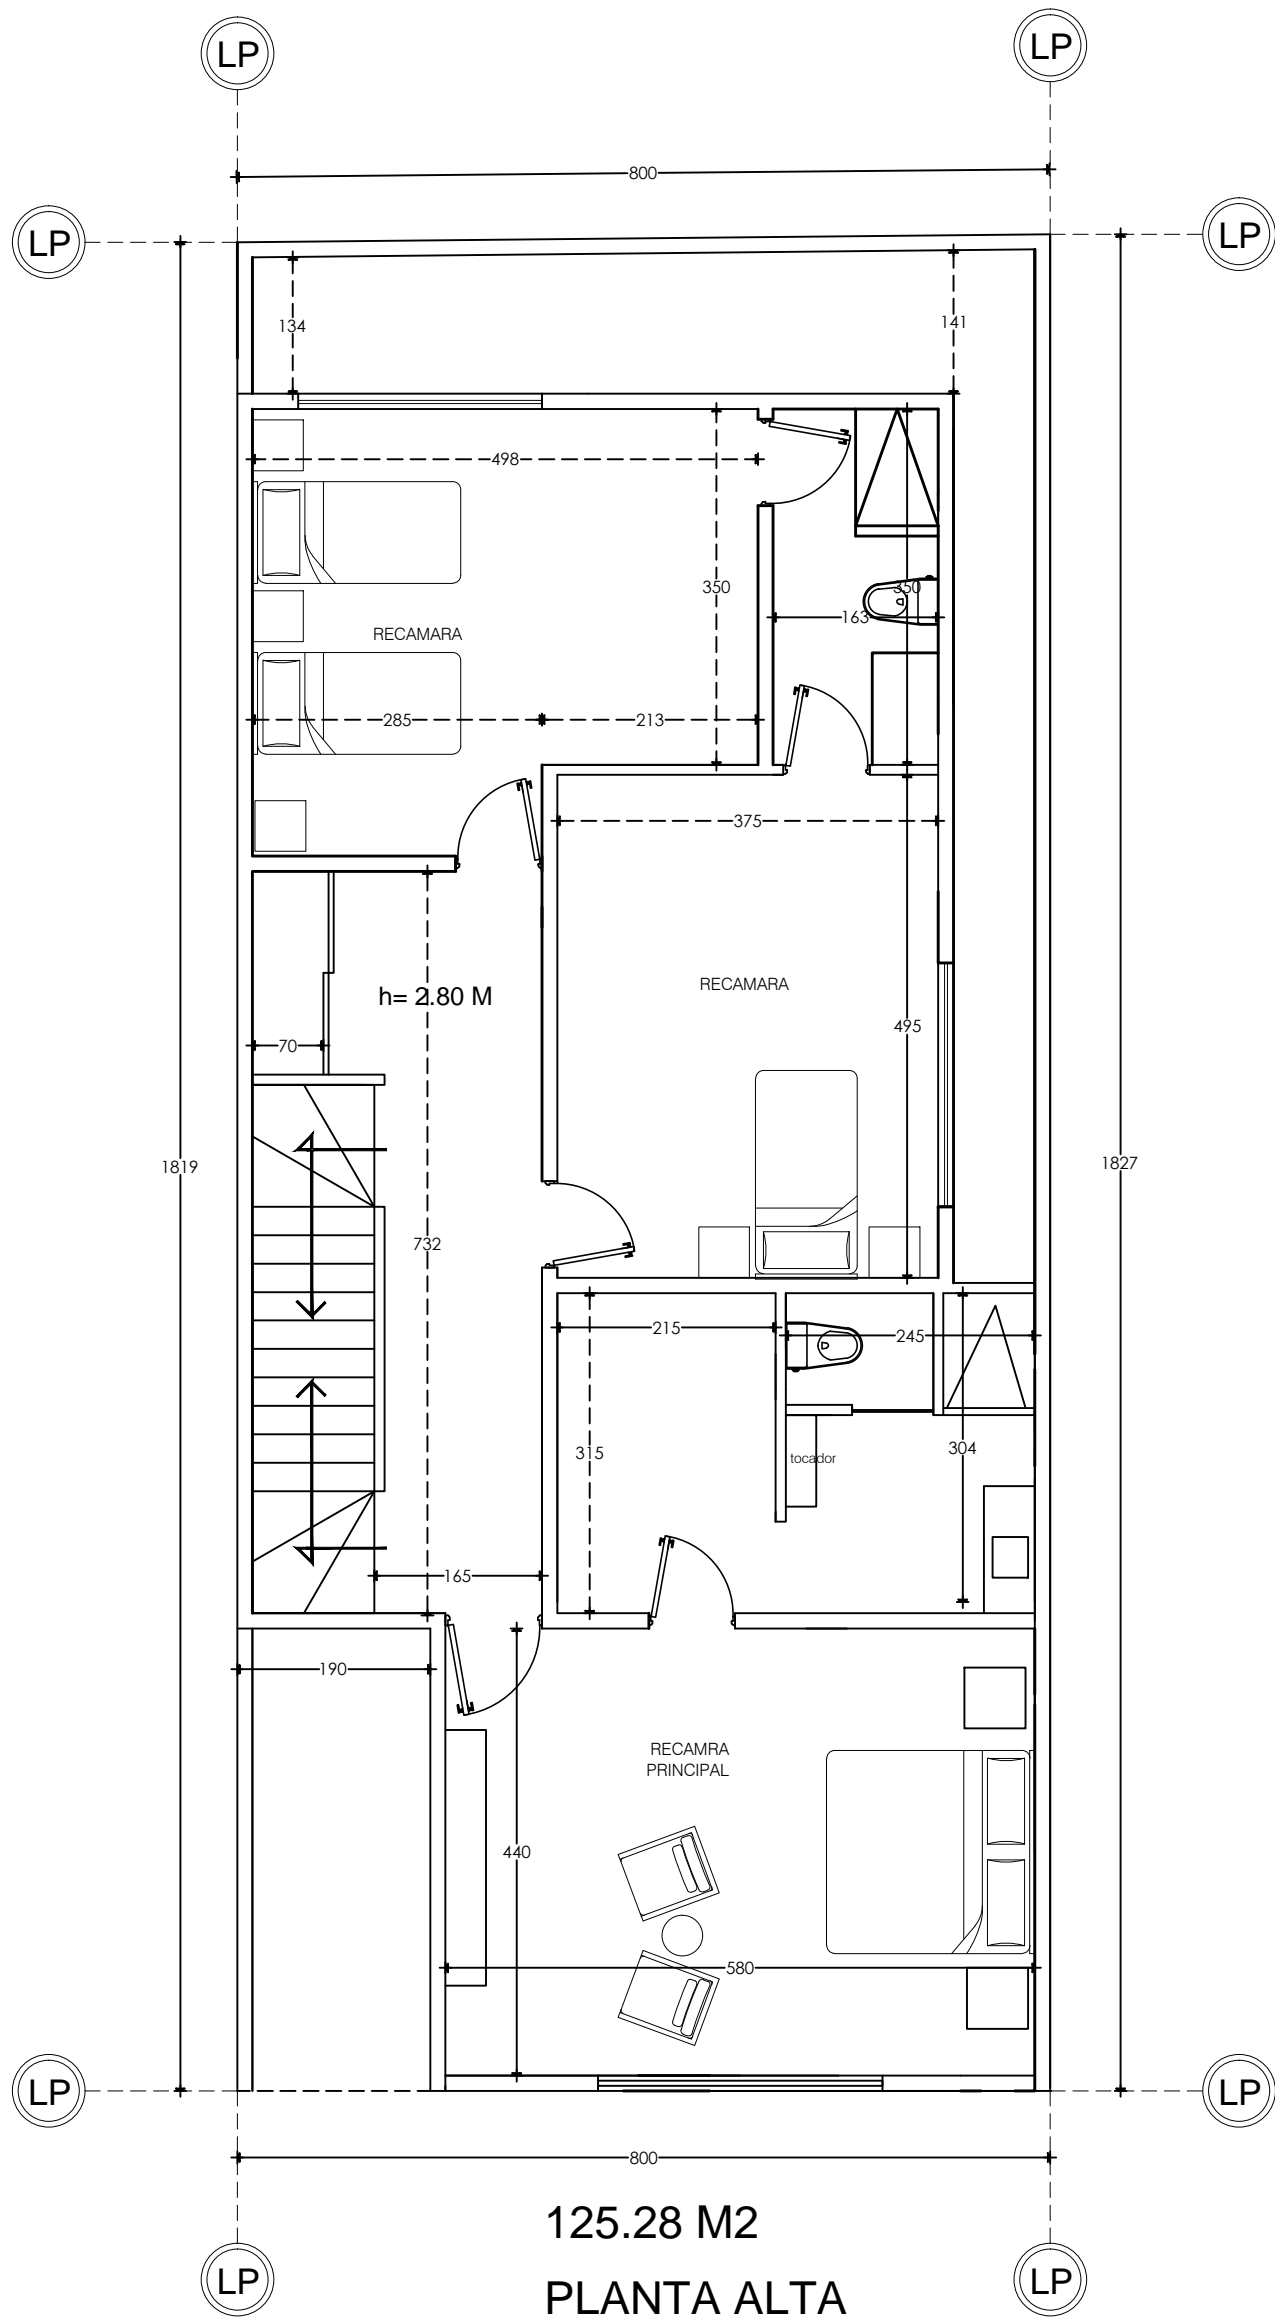 LP
LP
800
LP
LP
134
141
498
350
350
163
RECAMARA
285
213
375
RECAMARA
h= 2.80 M
495
70
1819
1827
732
215
245
315
304
tocador
165
190
RECAMRA
PRINCIPAL
440
580
LP
LP
800
125.28 M2
LP
LP
PLANTA ALTA